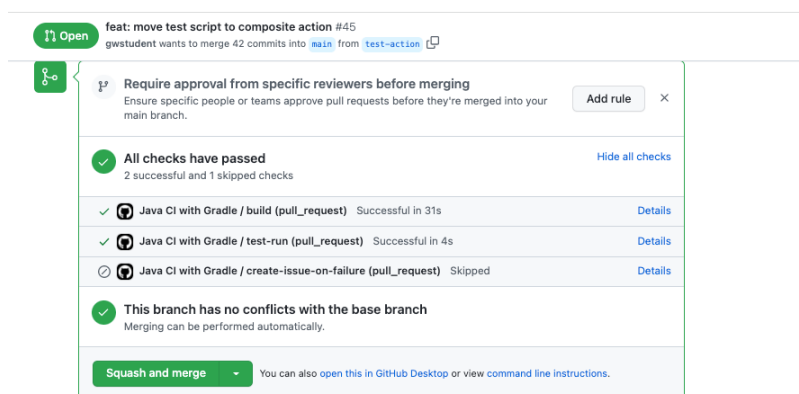 Open
feat: move test script to composite action #45
gwstudent wants to merge 42 commits into main from test-action
Require approval from specific reviewers before merging
Ensure specific people or teams approve pull requests before they're merged into your
main branch.
Add rule
All checks have passed
2 successful and 1 skipped checks
Hide all checks
Java CI with Gradle / build (pull_request) Successful in 31s Details
Java CI with Gradle / test-run (pull_request) Successful in 4s Details
Java CI with Gradle / create-issue-on-failure (pull_request) Skipped Details
This branch has no conflicts with the base branch
Merging can be performed automatically.
Squash and merge
You can also open this in GitHub Desktop or view command line instructions.